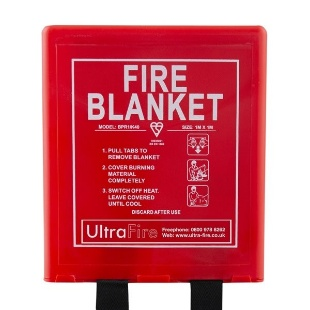 FIRE
BLANKET
MODEL: BPR1/K40 SIZE: 1M X 1M
1. PULL TABS TO
REMOVE BLANKET
2. COVER BURNING
MATERIAL
COMPLETELY
3. SWITCH OFF HEAT.
LEAVE COVERED
UNTIL COOL
DISCARD AFTER USE
UltraFire
Freephone: 0800 978 8262
Web: www.ultra-fire.co.uk